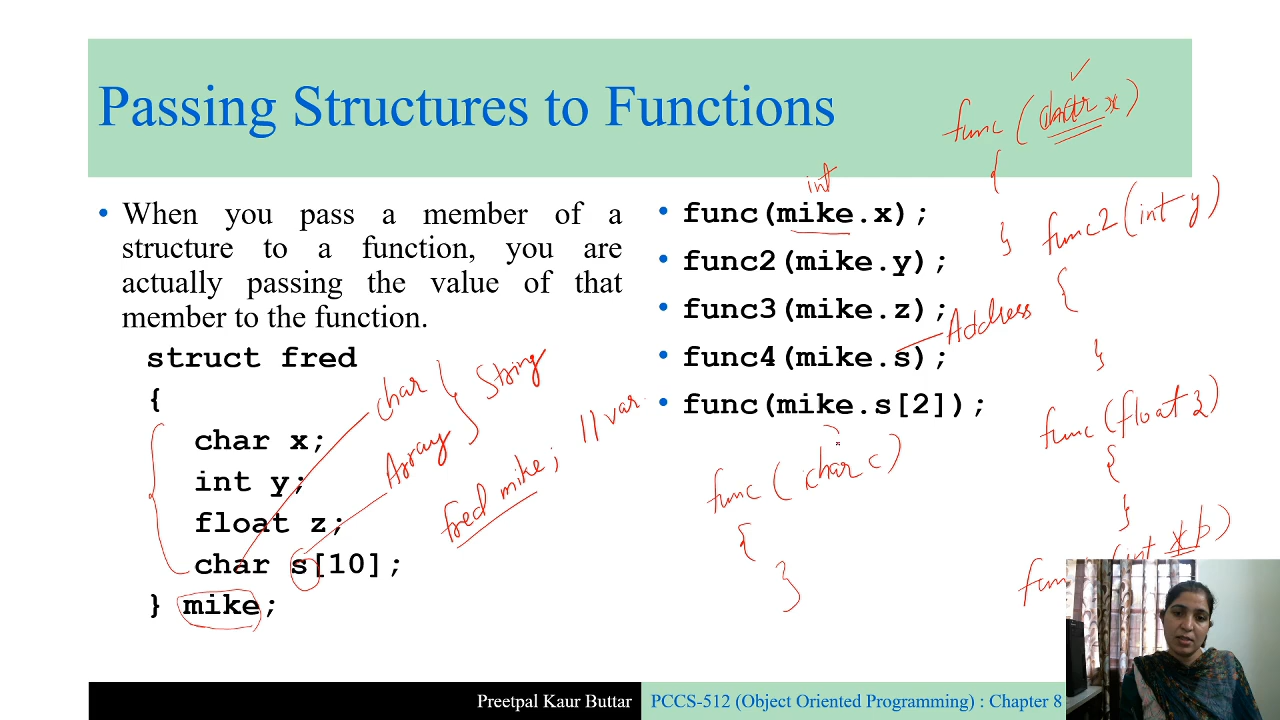 Passing Structures to Functions
func (char x)
{
}
• When you pass a member of a
structure to a function, you are
actually passing the value of that
member to the function.
struct fred
{
char x;
int y;
float z;
char s[10];
} mike;
char
Array
String
fred mike; // var
int
• func(mike.x);
• func2(mike.y);
• func3(mike.z);
• func4(mike.s);
• func(mike.s[2]);
Address
func (char c)
{
}
func2 (int y)
{
}
func (float z)
{
}
(int * p)
Preetpal Kaur Buttar
PCCS-512 (Object Oriented Programming) : Chapter 8